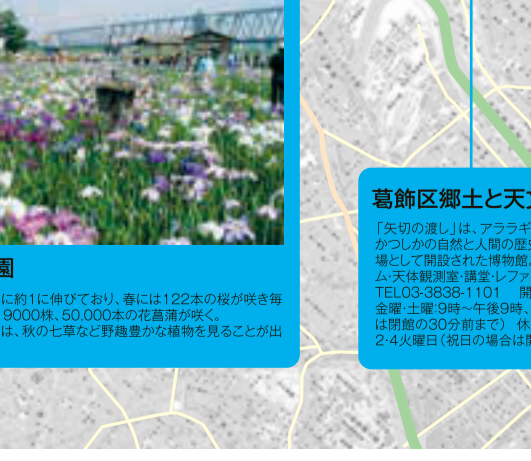 園
に約1に伸びており、春には122本の桜が咲き毎
9000株、50,000本の花菖蒲が咲く。
は、秋の七草など野趣豊かな植物を見ることが出
葛飾区郷土と天文
「矢切の渡し」は、アララギ
かつしかの自然と人間の歴史
場として開設された博物館。
ム・天体観測室・講堂・レファ
TEL03-3838-1101 開
金曜・土曜:9時～午後9時、
は閉館の30分前まで) 休
2・4火曜日(祝日の場合は開